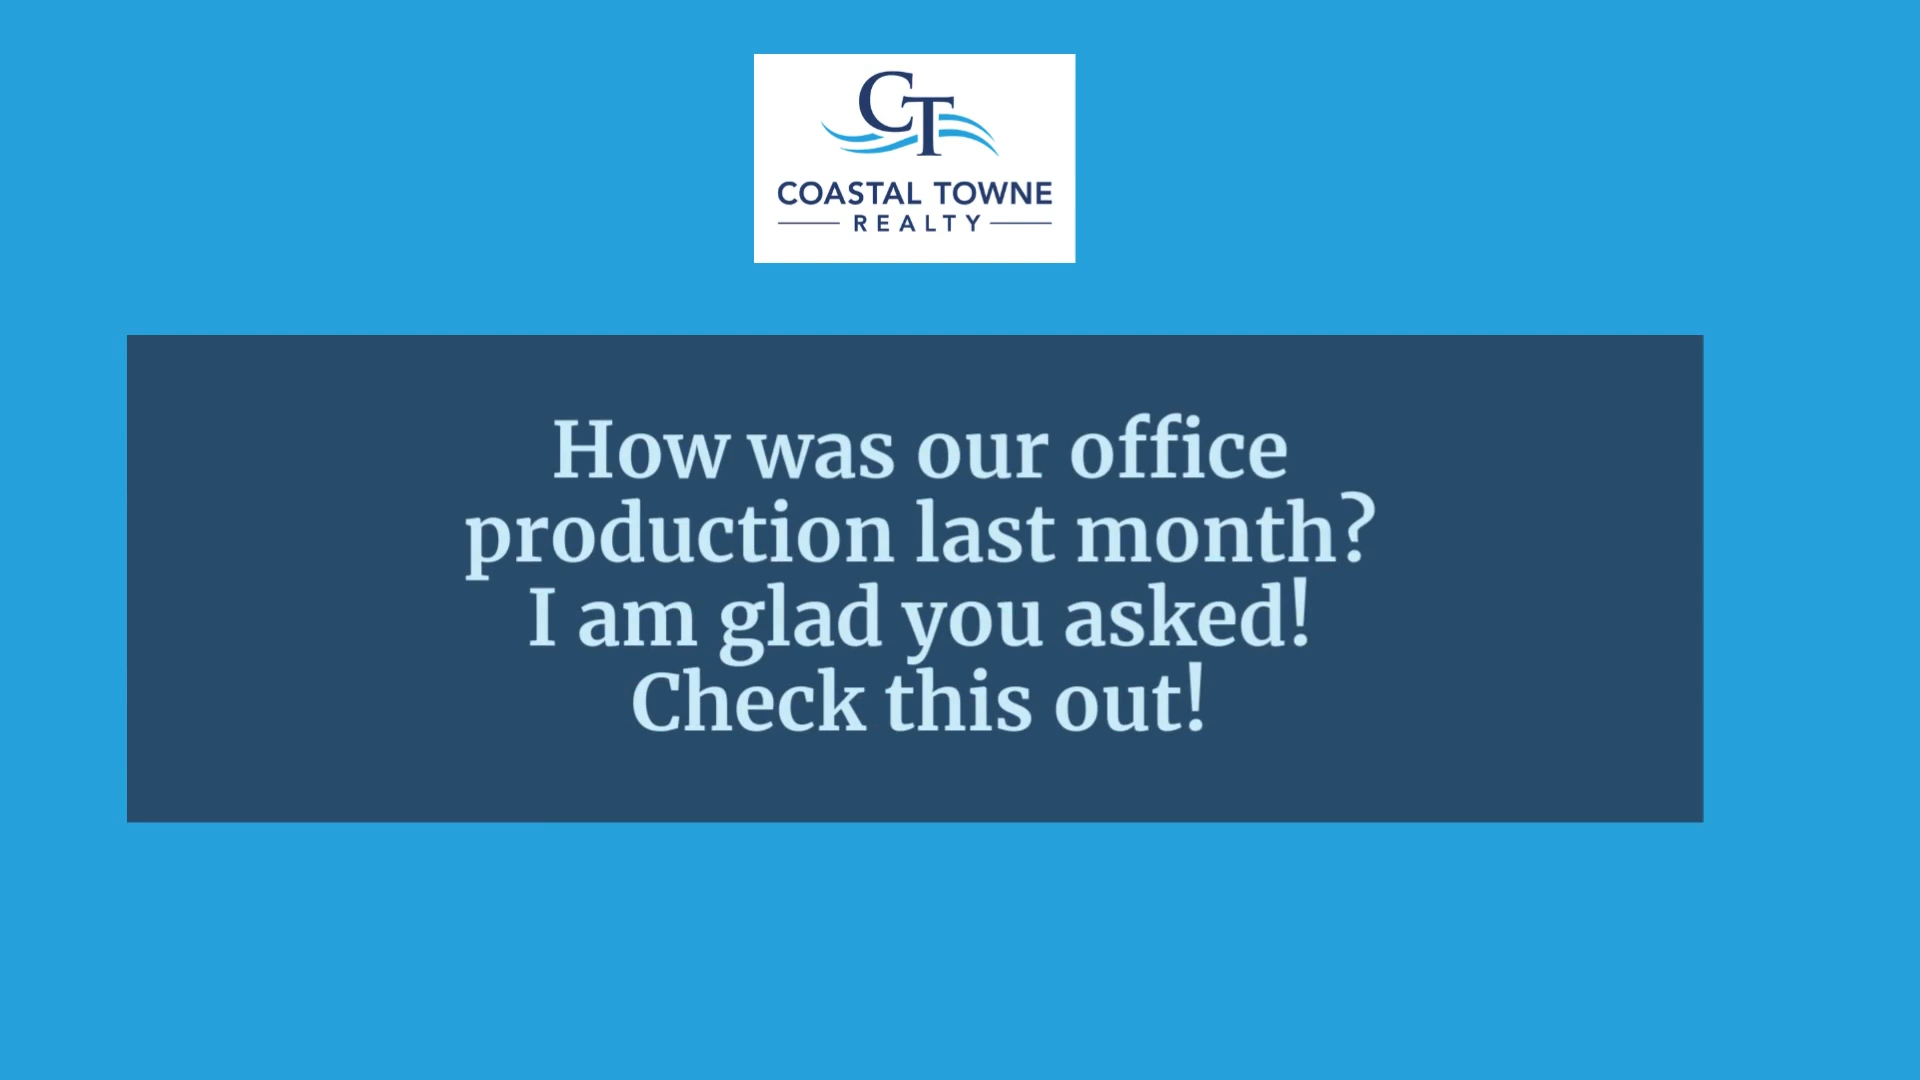 CT
COASTAL TOWNE
REALTY
How was our office
production last month?
I am glad you asked!
Check this out!